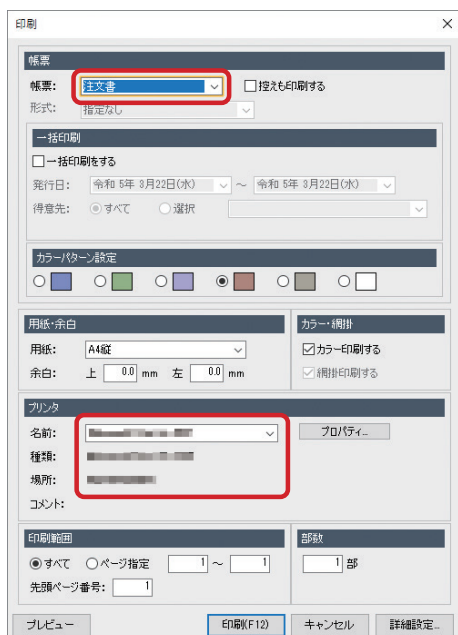 印刷
帳票
帳票: 注文書 控えも印刷する
形式: 指定なし
一括印刷
一括印刷をする
発行日: 令和 5年 3月22日(水) ～ 令和 5年 3月22日(水)
得意先: すべて 選択
カラーパターン設定
用紙・余白 カラー・網掛
用紙: A4縦 カラー印刷する
余白: 上 0.0 mm 左 0.0 mm 網掛印刷する
プリンタ
名前: プロパティ...
種類:
場所:
コメント:
印刷範囲 部数
すべて ページ指定 1 ～ 1 1 部
先頭ページ番号: 1
プレビュー 印刷(F12) キャンセル 詳細設定...